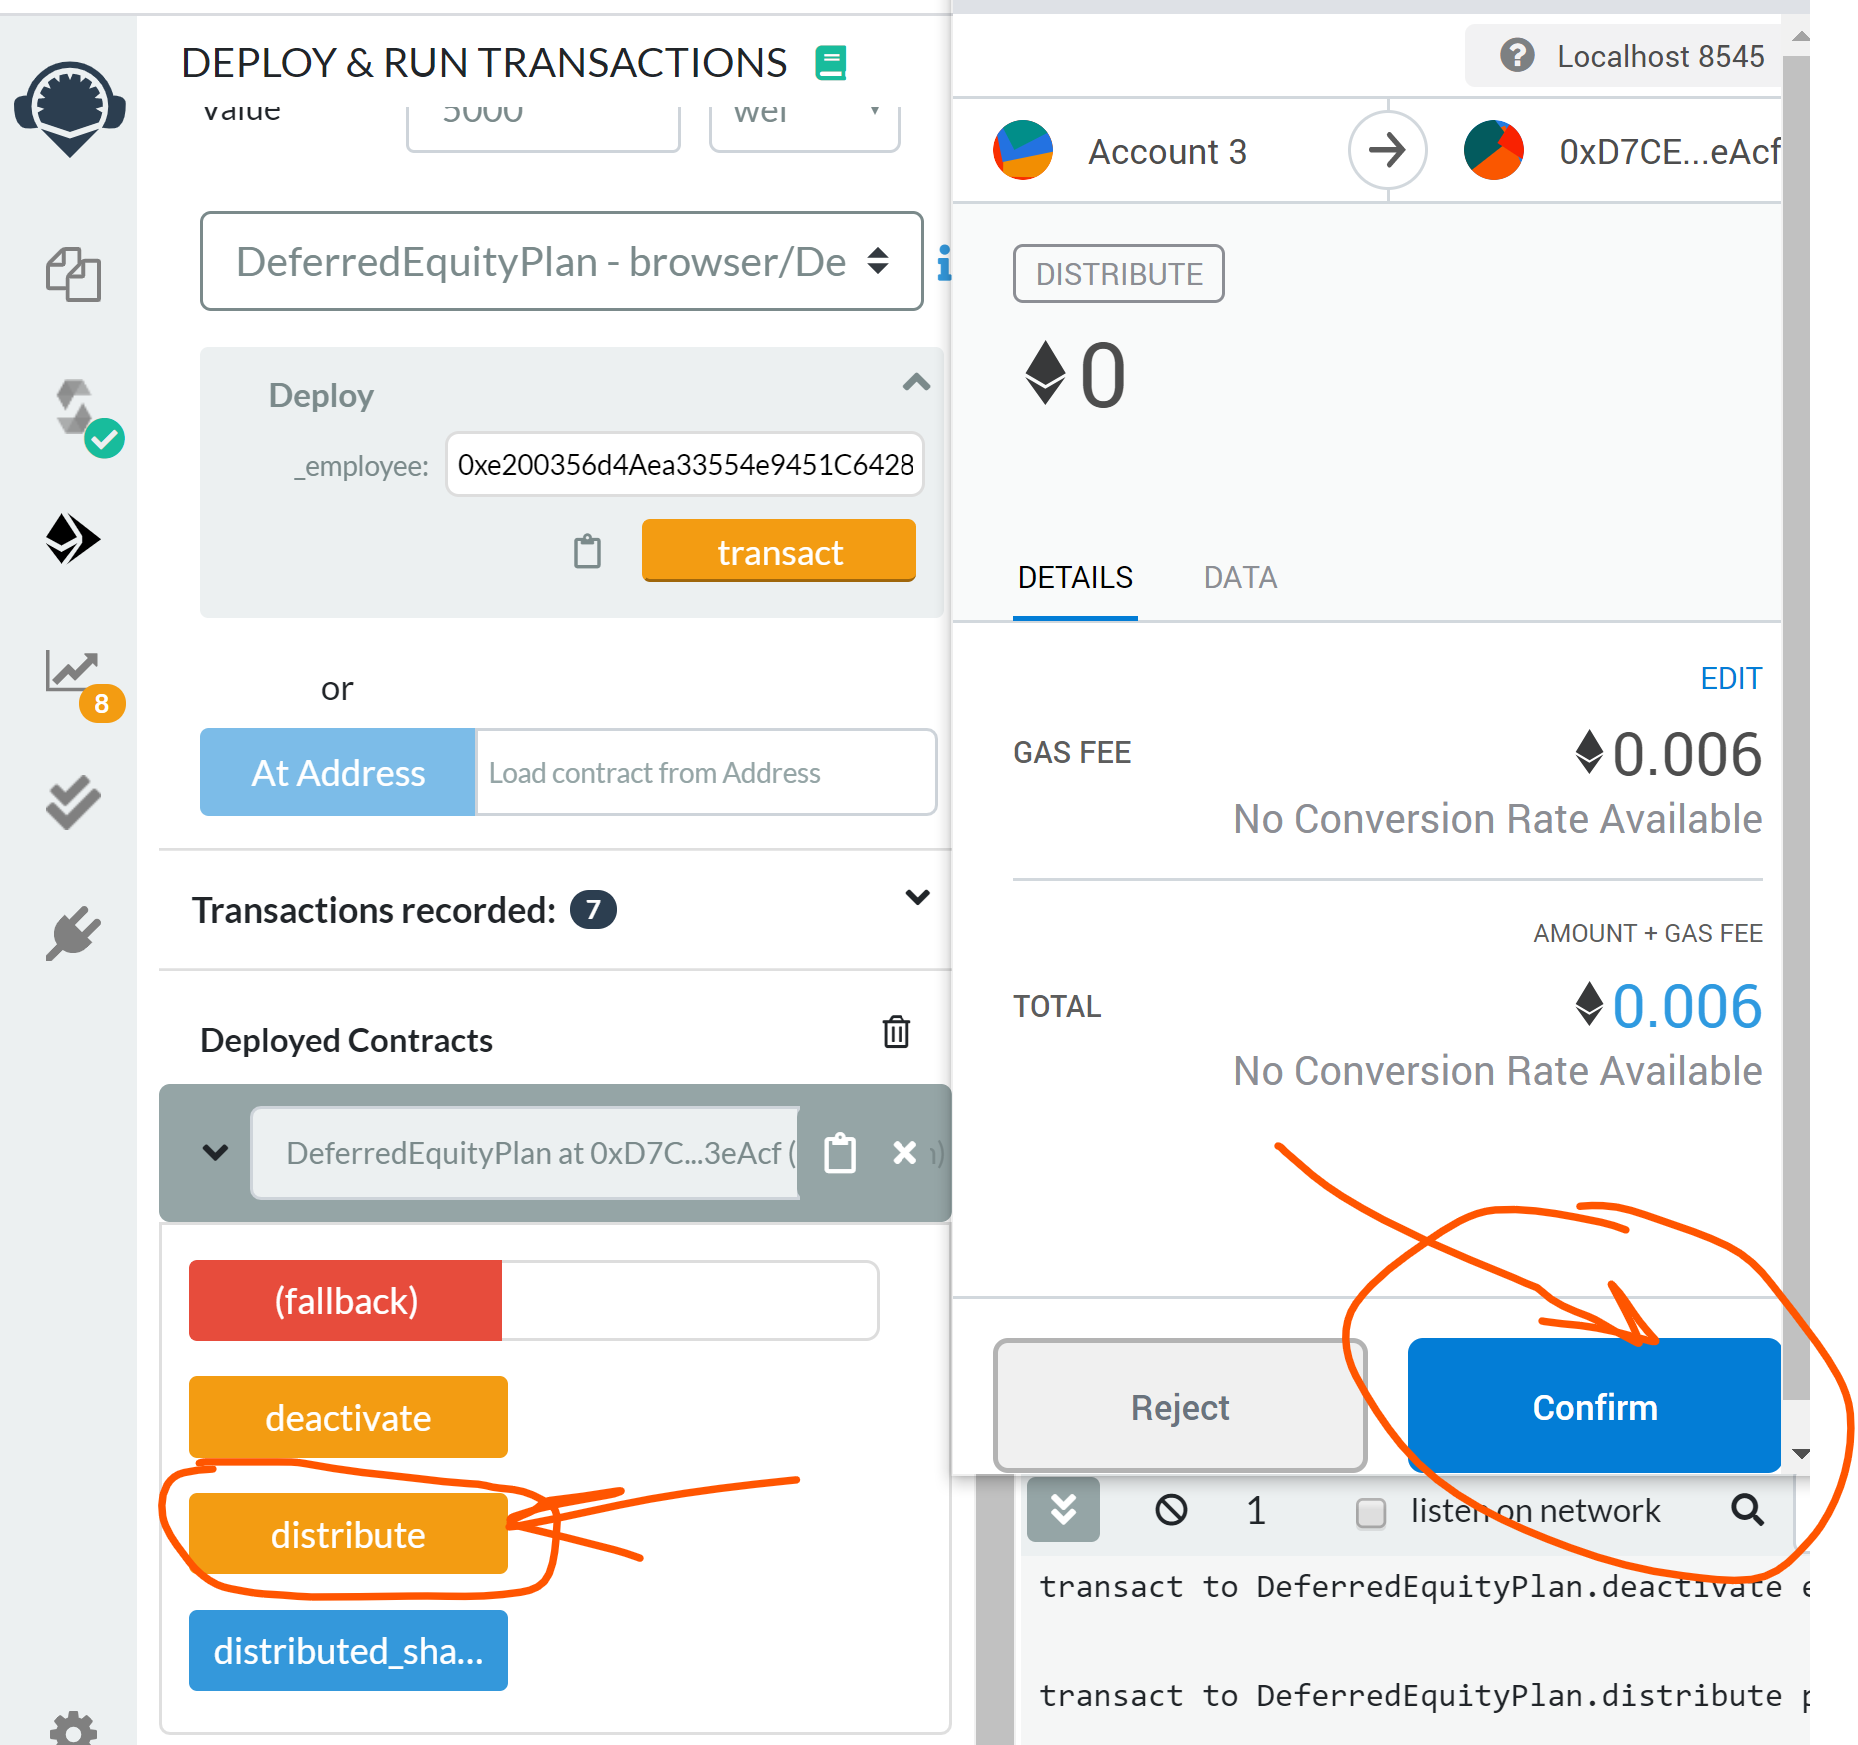 DEPLOY & RUN TRANSACTIONS
Value 5000 wei
DeferredEquityPlan - browser/De
i
Deploy
_employee: 0xe200356d4Aea33554e9451C6428
transact
or
At Address Load contract from Address
Transactions recorded: 7
Deployed Contracts
DeferredEquityPlan at 0xD7C...3eAcf (
(fallback)
deactivate
distribute
distributed_sha...
8
? Localhost 8545
Account 3 0xD7CE...eAcf
DISTRIBUTE
0
DETAILS DATA
EDIT
GAS FEE 0.006
No Conversion Rate Available
AMOUNT + GAS FEE
TOTAL 0.006
No Conversion Rate Available
Reject Confirm
1 listen on network
transact to DeferredEquityPlan.deactivate e
transact to DeferredEquityPlan.distribute p